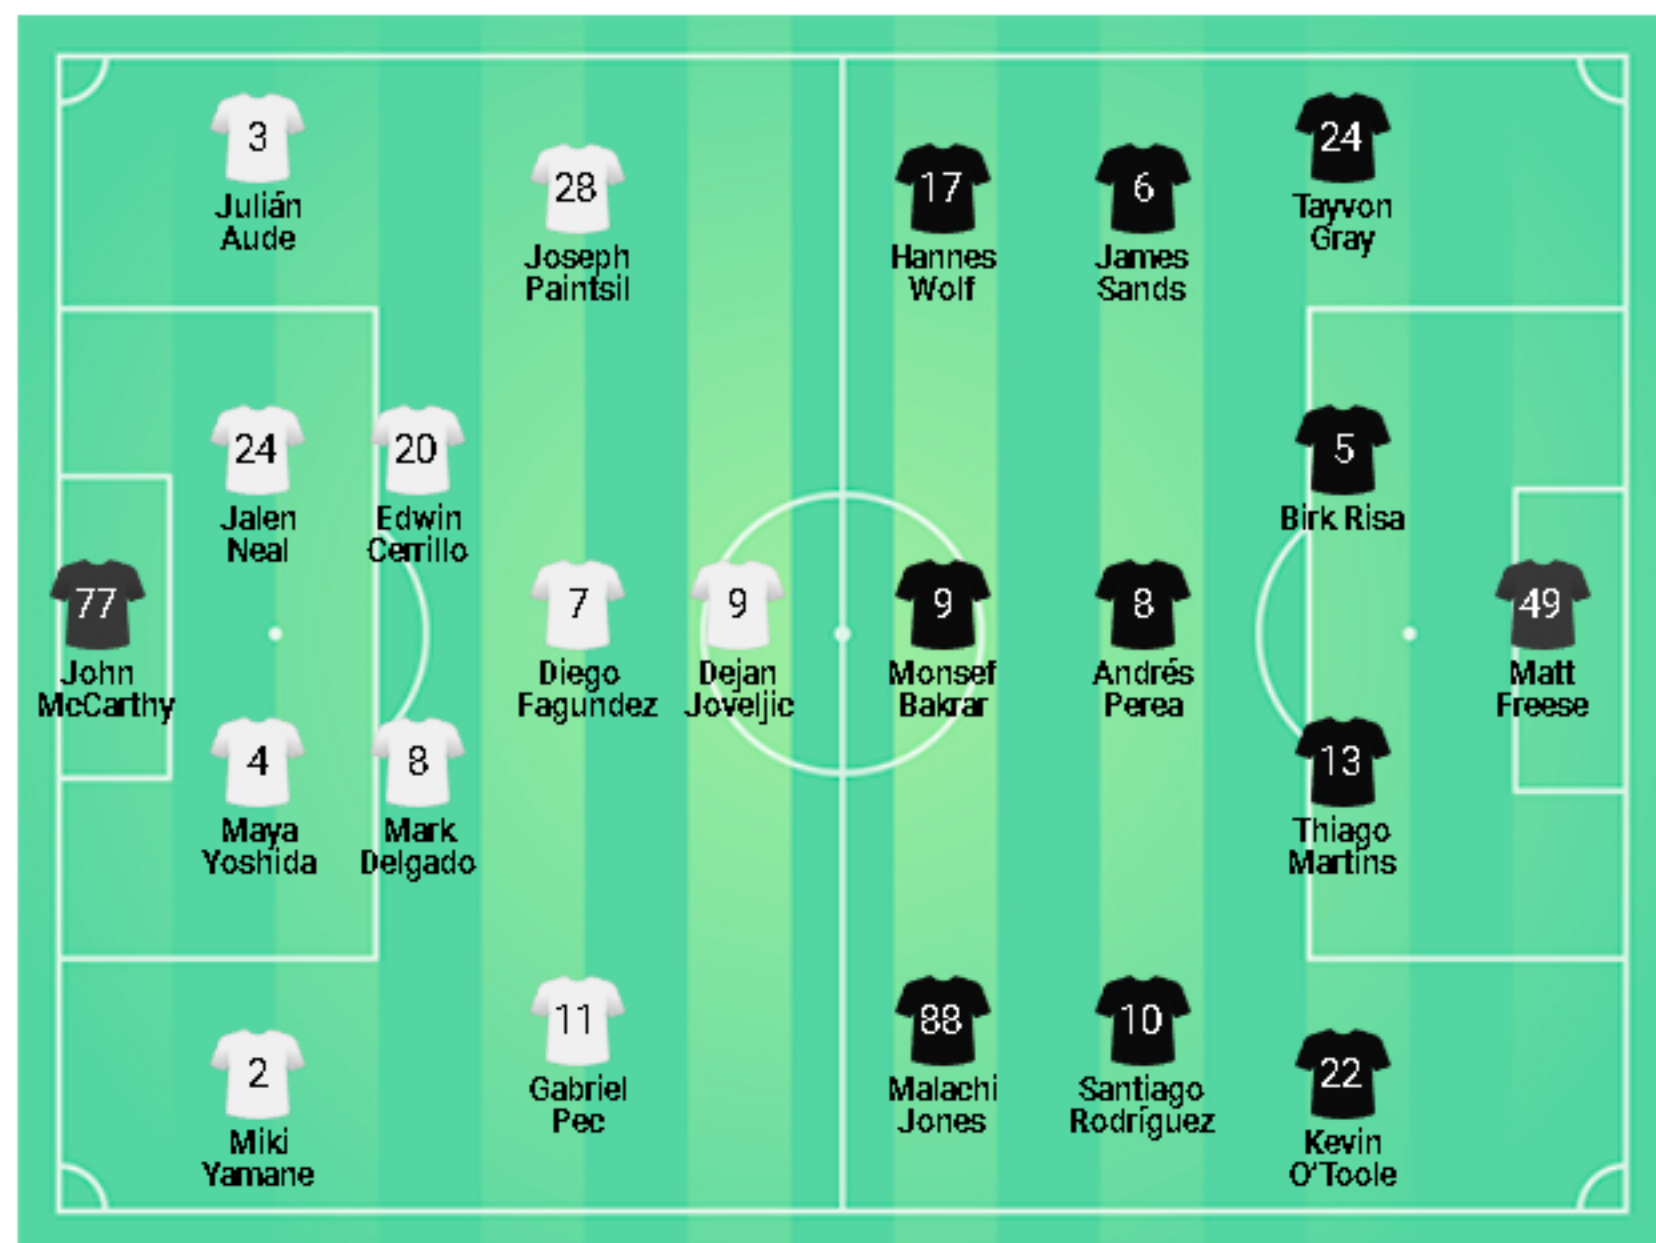 3
Julián
Aude
28
Joseph
Paintsil
17
Hannes
Wolf
6
James
Sands
24
Tayvon
Gray
24
Jalen
Neal
20
Edwin
Cerrillo
5
Birk Risa
77
John
McCarthy
7
Diego
Fagundez
9
Dejan
Joveljic
9
Monsef
Bakrar
8
Andrés
Perea
49
Matt
Freese
4
Maya
Yoshida
8
Mark
Delgado
13
Thiago
Martins
2
Miki
Yamane
11
Gabriel
Pec
88
Malachi
Jones
10
Santiago
Rodríguez
22
Kevin
O'Toole